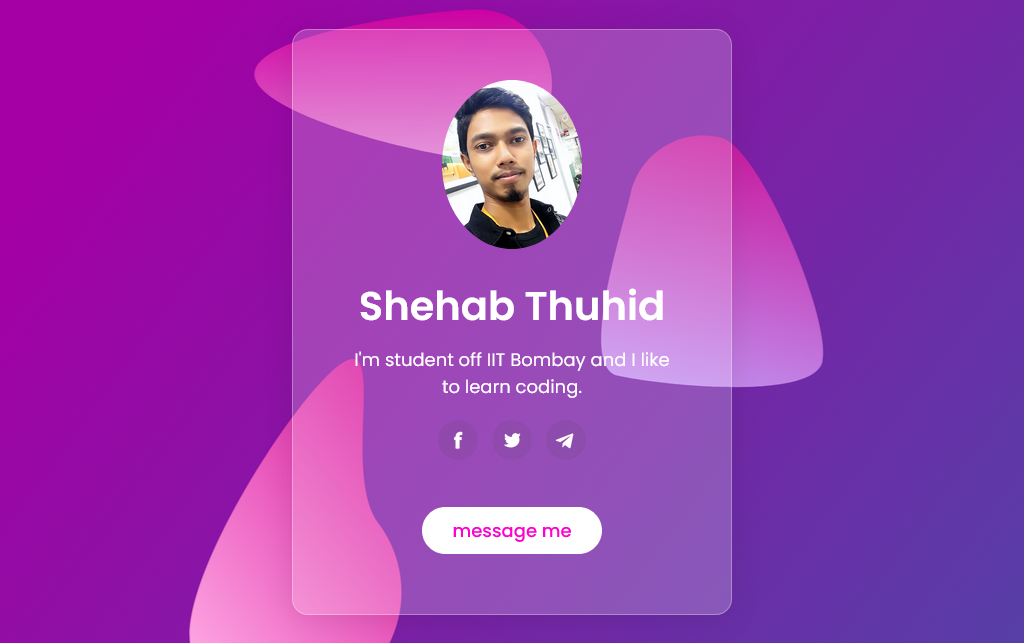 Shehab Thuhid
I'm student off IIT Bombay and I like
to learn coding.
message me